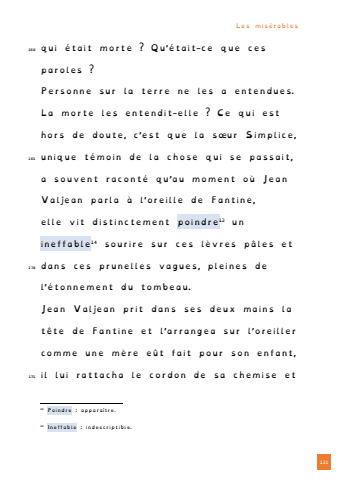 Les misérables
260 qui était morte ? Qu'était-ce que ces
paroles ?
Personne sur la terre ne les a entendues.
La morte les entendit-elle ? Ce qui est
hors de doute, c'est que la sœur Simplice,
265 unique témoin de la chose qui se passait,
a souvent raconté qu'au moment où Jean
Valjean parla à l'oreille de Fantine,
elle vit distinctement poindre¹³ un
ineffable¹⁴ sourire sur ces lèvres pâles et
270 dans ces prunelles vagues, pleines de
l'étonnement du tombeau.
Jean Valjean prit dans ses deux mains la
tête de Fantine et l'arrangea sur l'oreiller
comme une mère eût fait pour son enfant,
275 il lui rattacha le cordon de sa chemise et
¹³ Poindre : apparaître.
¹⁴ Ineffable : indescriptible.